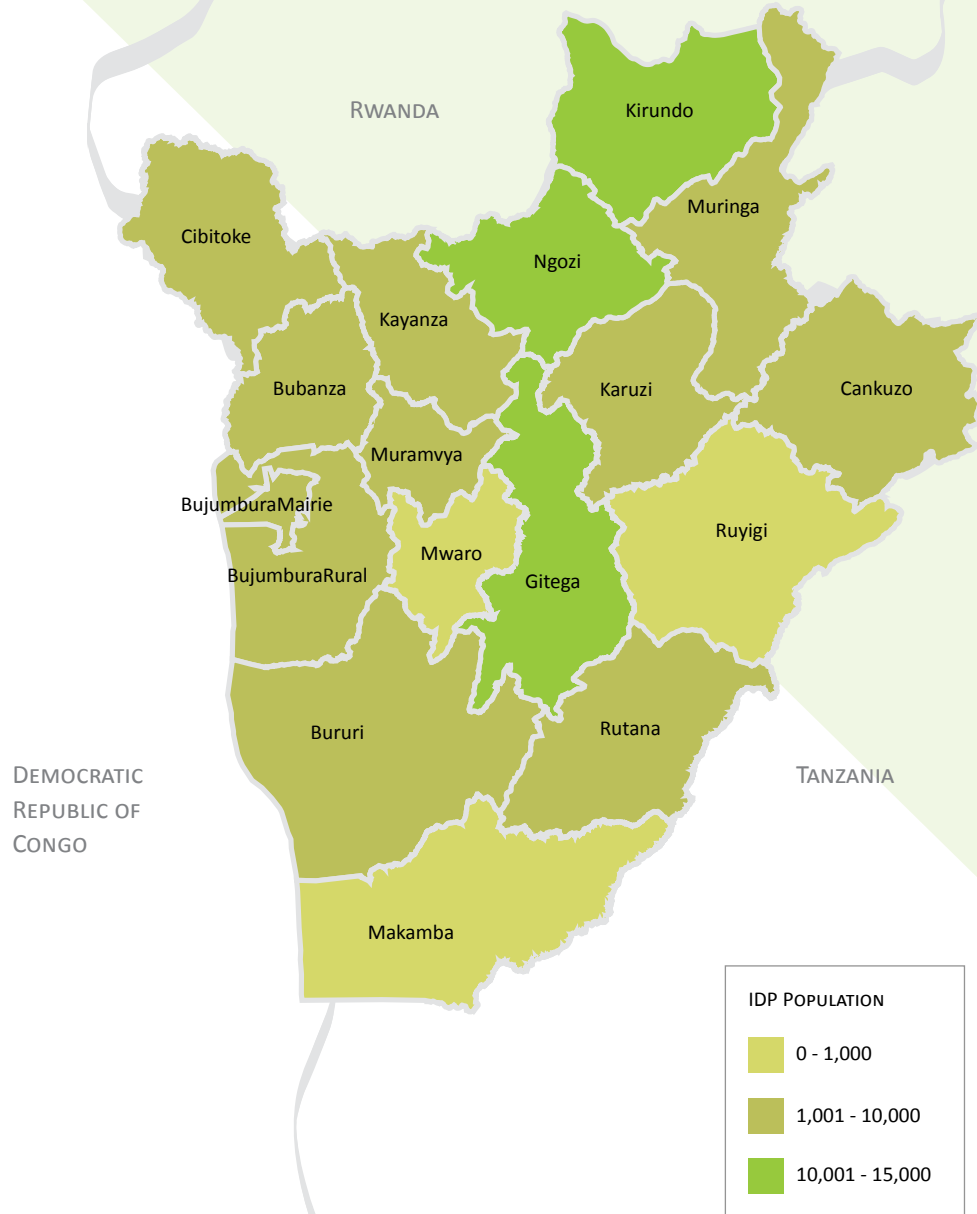 RWANDA
Kirundo
Muringa
Cibitoke
Ngozi
Kayanza
Bubanza
Karuzi
Cankuzo
Muramvya
BujumburaMairie
Ruyigi
Mwaro
BujumburaRural
Gitega
Bururi
Rutana
DEMOCRATIC
REPUBLIC OF
CONGO
TANZANIA
Makamba
IDP POPULATION
0 - 1,000
1,001 - 10,000
10,001 - 15,000